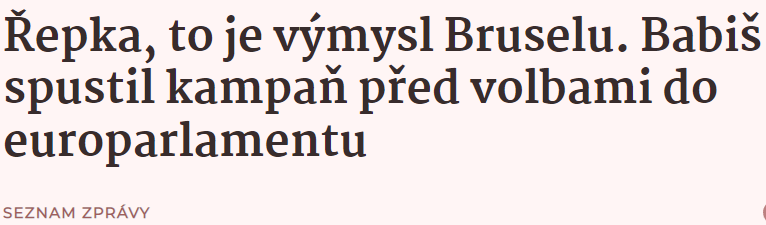 Řepka, to je výmysl Bruselu. Babiš
spustil kampaň před volbami do
europarlamentu
SEZNAM ZPRÁVY